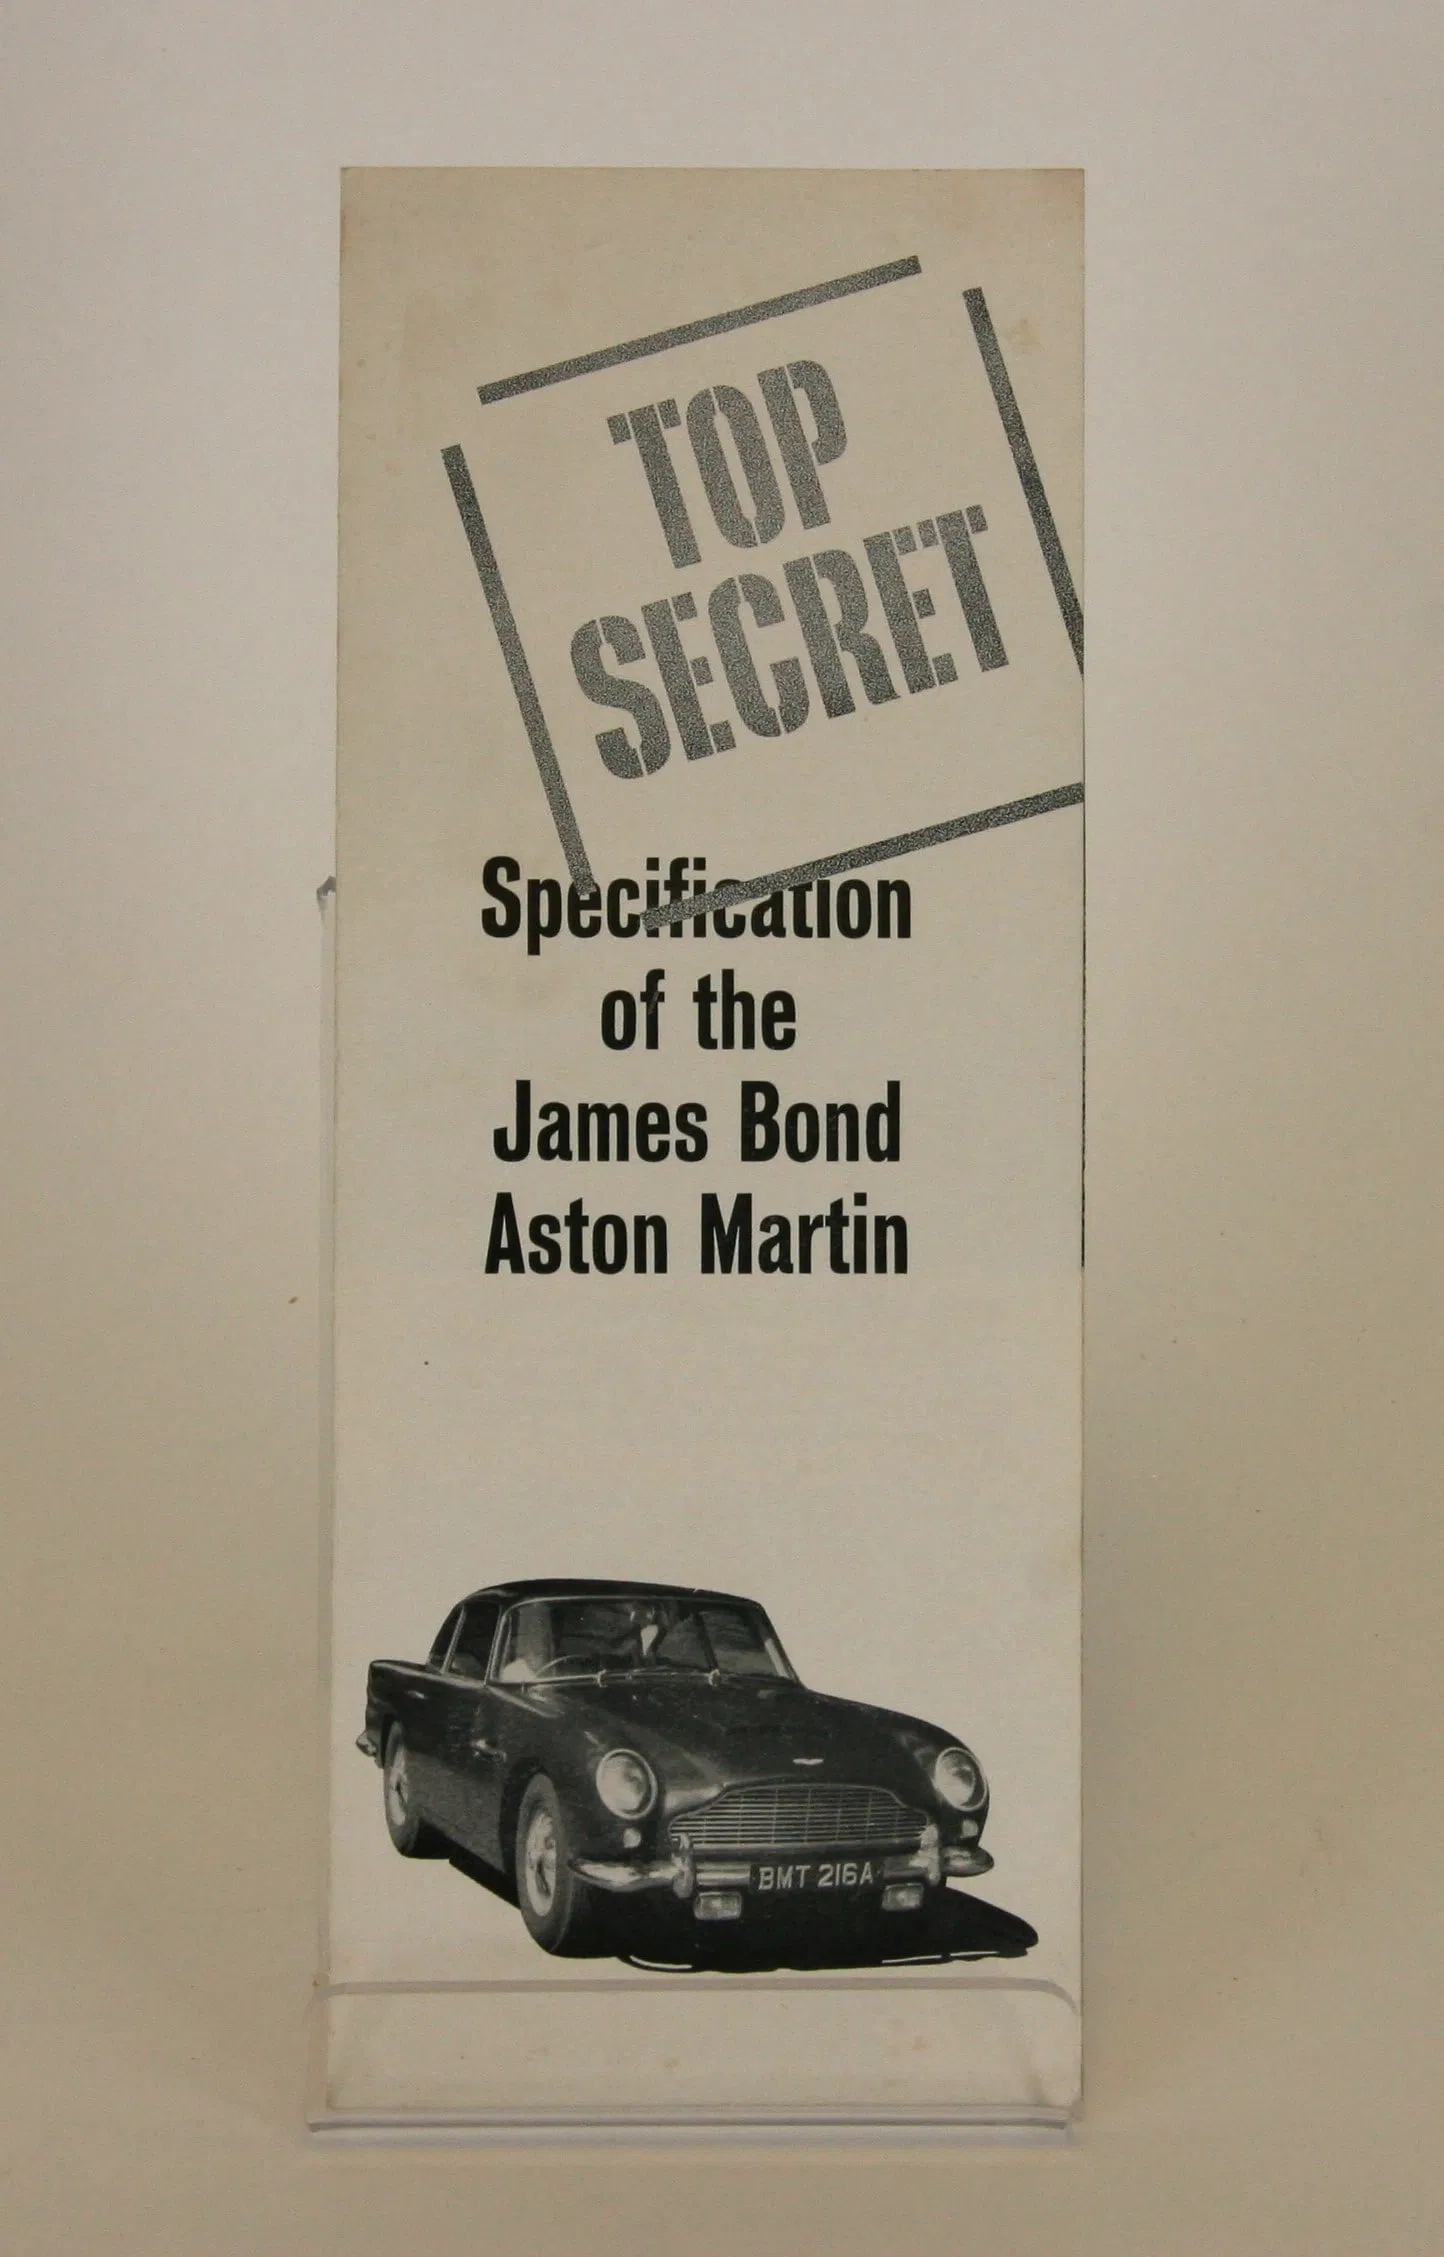 TOP
SECRET
Specification
of the
James Bond
Aston Martin
BMT 216A